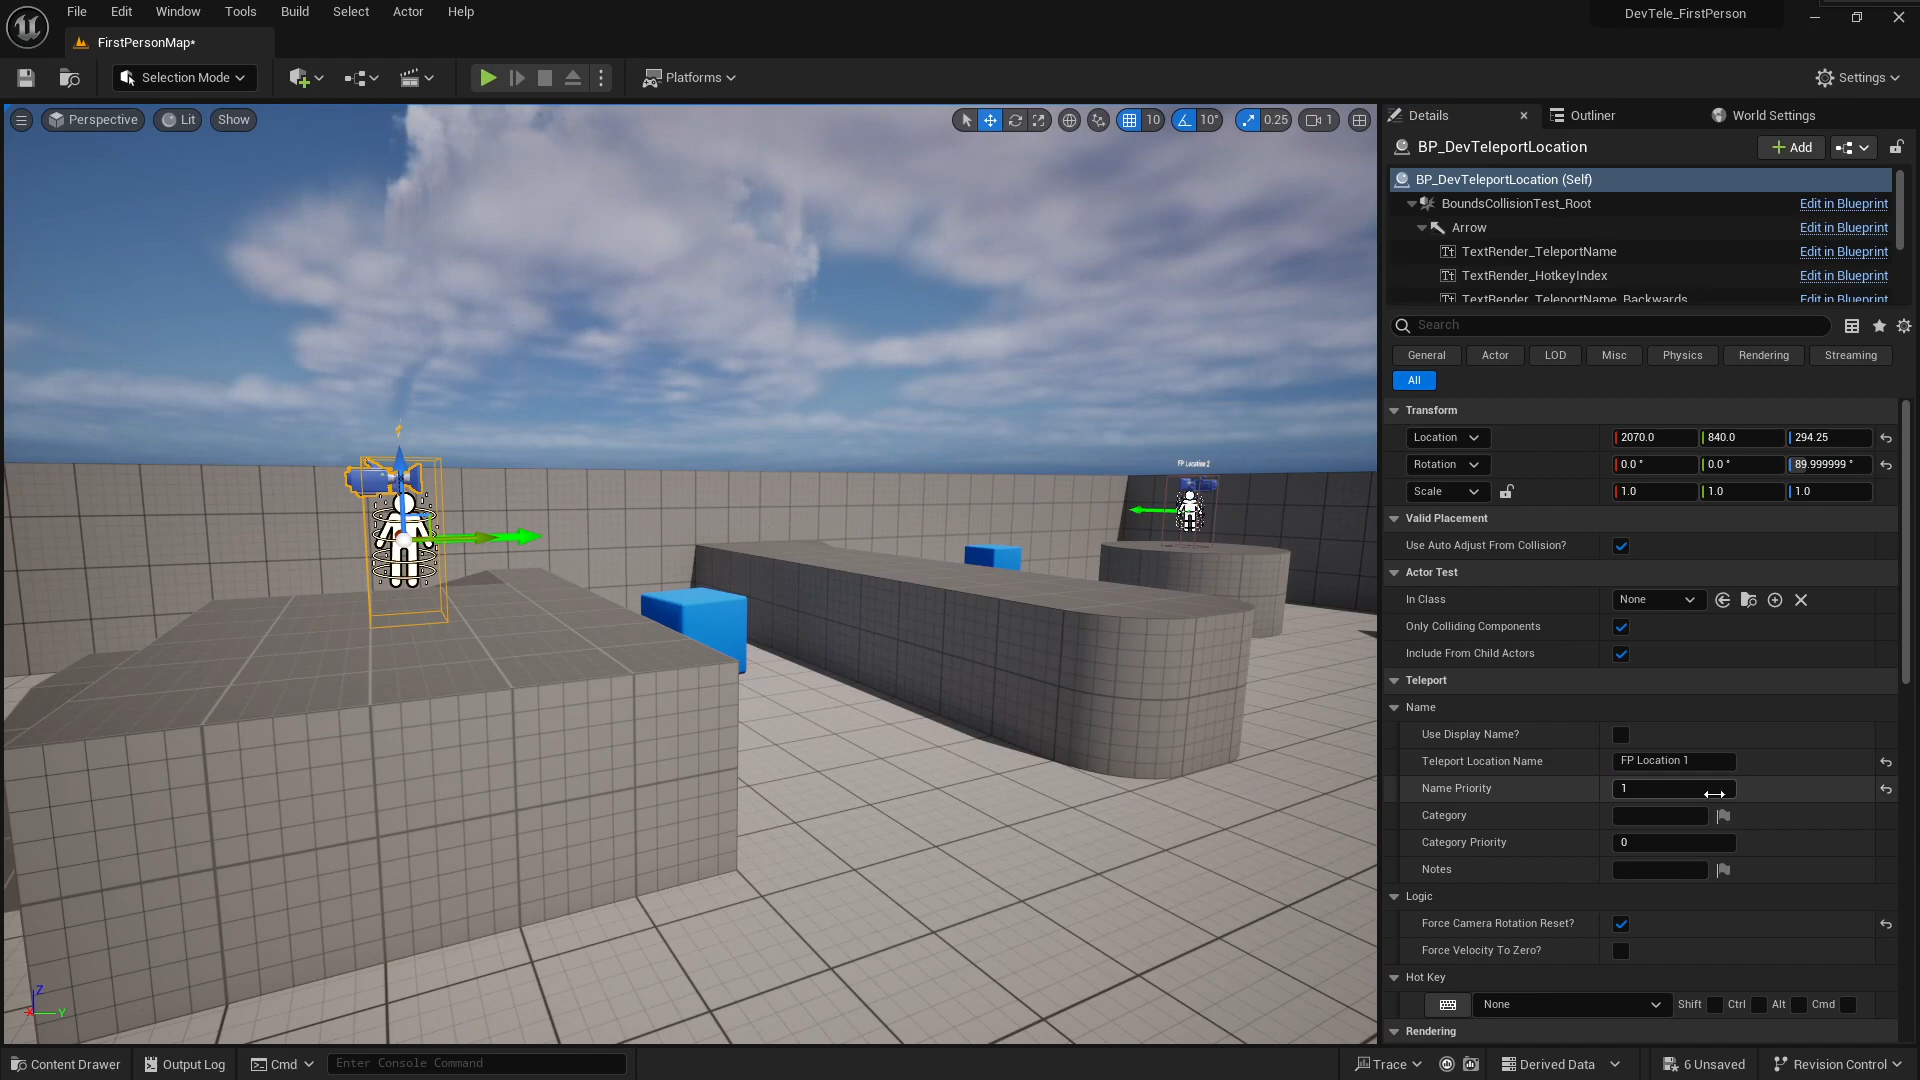 File Edit Window Tools Build Select Actor Help
DevTele_FirstPerson
FirstPersonMap*
Selection Mode
Platforms
Settings
Perspective Lit Show
10 10° 0.25 1
Details Outliner World Settings
BP_DevTeleportLocation
Add
BP_DevTeleportLocation (Self)
BoundsCollisionTest_Root Edit in Blueprint
Arrow Edit in Blueprint
TextRender_TeleportName Edit in Blueprint
TextRender_HotkeyIndex Edit in Blueprint
TextRender_TeleportName_Backwards Edit in Blueprint
Search
General Actor LOD Misc Physics Rendering Streaming
All
Transform
Location 2070.0 840.0 294.25
Rotation 0.0 ° 0.0 ° 89.999999 °
Scale 1.0 1.0 1.0
Valid Placement
Use Auto Adjust From Collision?
Actor Test
In Class None
Only Colliding Components
Include From Child Actors
Teleport
Name
Use Display Name?
Teleport Location Name FP Location 1
Name Priority 1
Category
Category Priority 0
Notes
Logic
Force Camera Rotation Reset?
Force Velocity To Zero?
Hot Key
None Shift Ctrl Alt Cmd
Rendering
FP Location 2
Z
X Y
Content Drawer Output Log Cmd Enter Console Command
Trace Derived Data 6 Unsaved Revision Control